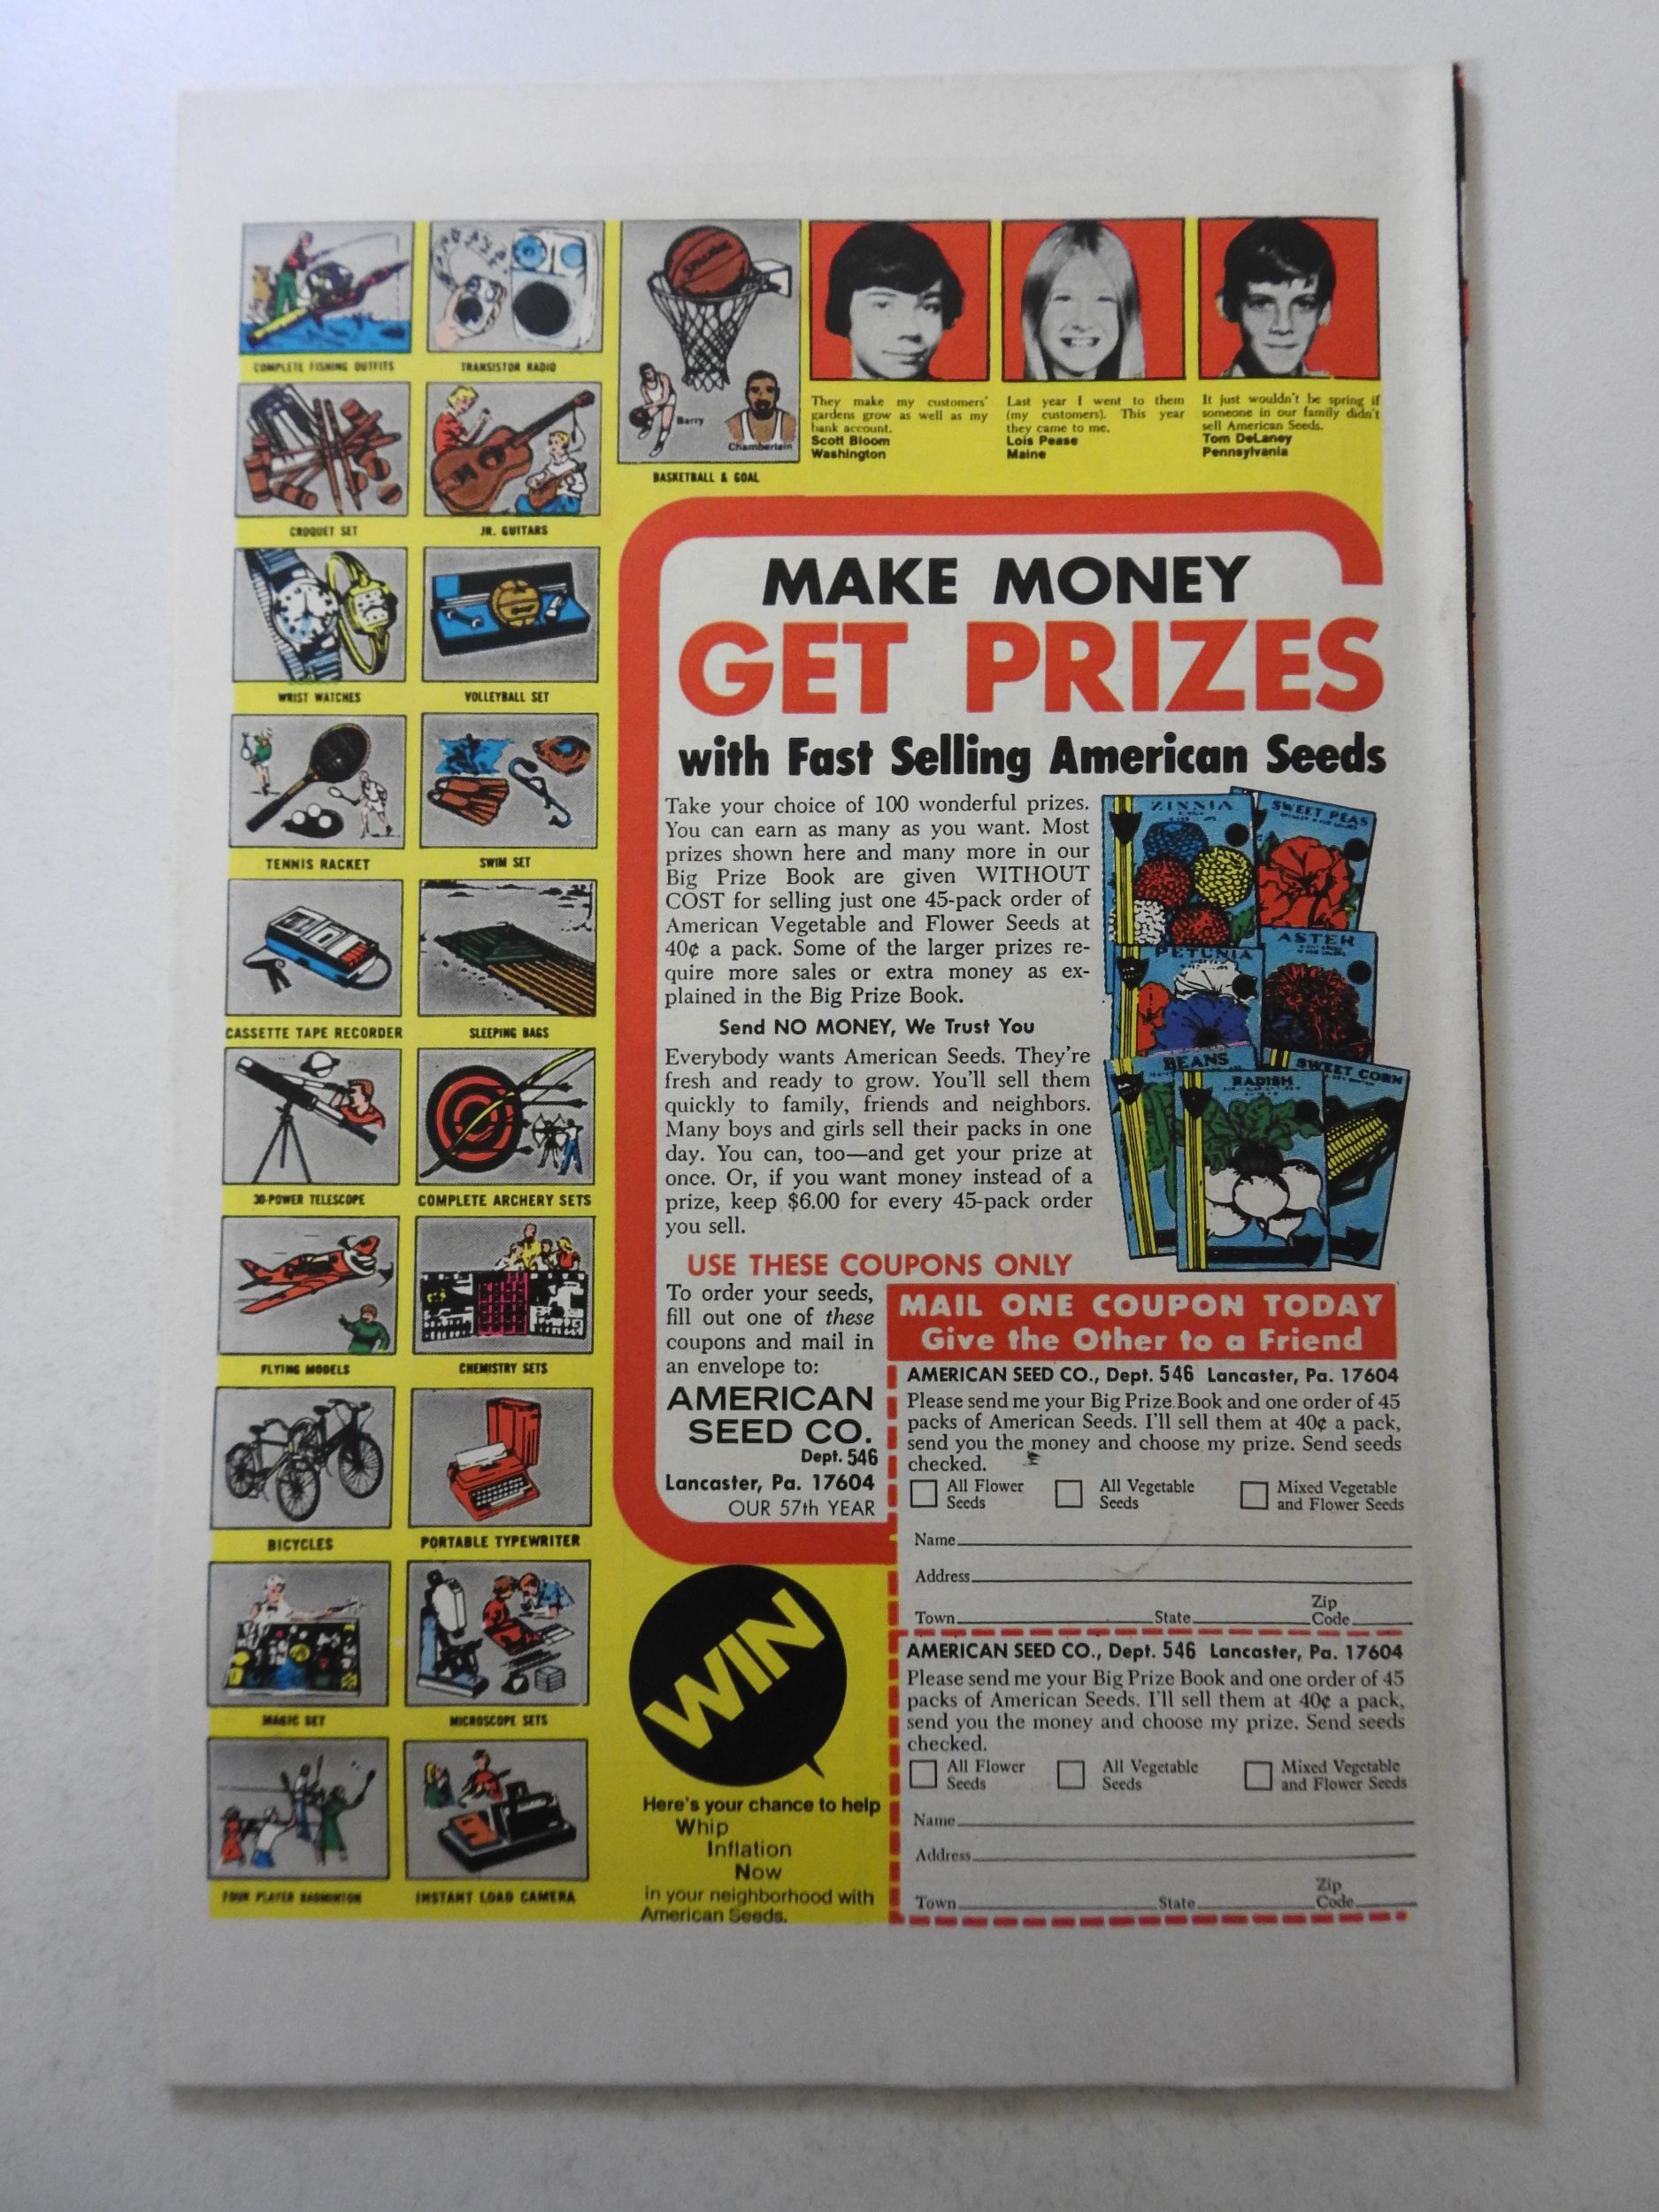 COMPLETE FISHING OUTFITS
TRANSISTOR RADIO
SPALDING
Barry
Chamberlain
BASKETBALL & GOAL
CROQUET SET
JR. GUITARS
WRIST WATCHES
VOLLEYBALL SET
TENNIS RACKET
SWIM SET
CASSETTE TAPE RECORDER
SLEEPING BAGS
30-POWER TELESCOPE
COMPLETE ARCHERY SETS
FLYING MODELS
CHEMISTRY SETS
BICYCLES
PORTABLE TYPEWRITER
MAGIC SET
MICROSCOPE SETS
FOUR PLAYER BADMINTON
INSTANT LOAD CAMERA
They make my customers'
gardens grow as well as my
bank account.
Scott Bloom
Washington
Last year I went to them
(my customers). This year
they came to me.
Lois Pease
Maine
It just wouldn't be spring if
someone in our family didn't
sell American Seeds.
Tom DeLaney
Pennsylvania
MAKE MONEY
GET PRIZES
with Fast Selling American Seeds
Take your choice of 100 wonderful prizes.
You can earn as many as you want. Most
prizes shown here and many more in our
Big Prize Book are given WITHOUT
COST for selling just one 45-pack order of
American Vegetable and Flower Seeds at
40¢ a pack. Some of the larger prizes re-
quire more sales or extra money as ex-
plained in the Big Prize Book.
Send NO MONEY, We Trust You
Everybody wants American Seeds. They're
fresh and ready to grow. You'll sell them
quickly to family, friends and neighbors.
Many boys and girls sell their packs in one
day. You can, too—and get your prize at
once. Or, if you want money instead of a
prize, keep $6.00 for every 45-pack order
you sell.
ZINNIA
SWEET PEAS
PETUNIA
ASTER
BEANS
RADISH
SWEET CORN
USE THESE COUPONS ONLY
To order your seeds,
fill out one of these
coupons and mail in
an envelope to:
AMERICAN
SEED CO.
Dept. 546
Lancaster, Pa. 17604
OUR 57th YEAR
MAIL ONE COUPON TODAY
Give the Other to a Friend
AMERICAN SEED CO., Dept. 546 Lancaster, Pa. 17604
Please send me your Big Prize Book and one order of 45
packs of American Seeds. I'll sell them at 40¢ a pack,
send you the money and choose my prize. Send seeds
checked.
All Flower Seeds
All Vegetable Seeds
Mixed Vegetable and Flower Seeds
Name
Address
Town State Zip Code
AMERICAN SEED CO., Dept. 546 Lancaster, Pa. 17604
Please send me your Big Prize Book and one order of 45
packs of American Seeds. I'll sell them at 40¢ a pack,
send you the money and choose my prize. Send seeds
checked.
All Flower Seeds
All Vegetable Seeds
Mixed Vegetable and Flower Seeds
Name
Address
Town State Zip Code
WIN
Here's your chance to help
Whip
Inflation
Now
in your neighborhood with
American Seeds.